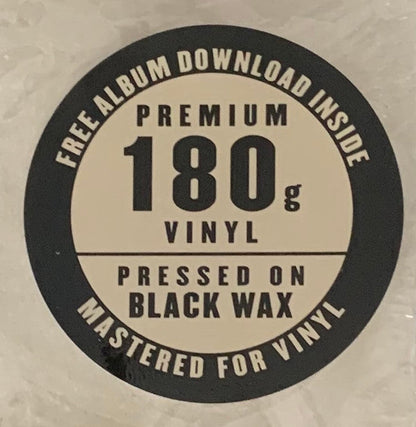 FREE ALBUM DOWNLOAD INSIDE
PREMIUM
180g
VINYL
PRESSED ON
BLACK WAX
MASTERED FOR VINYL